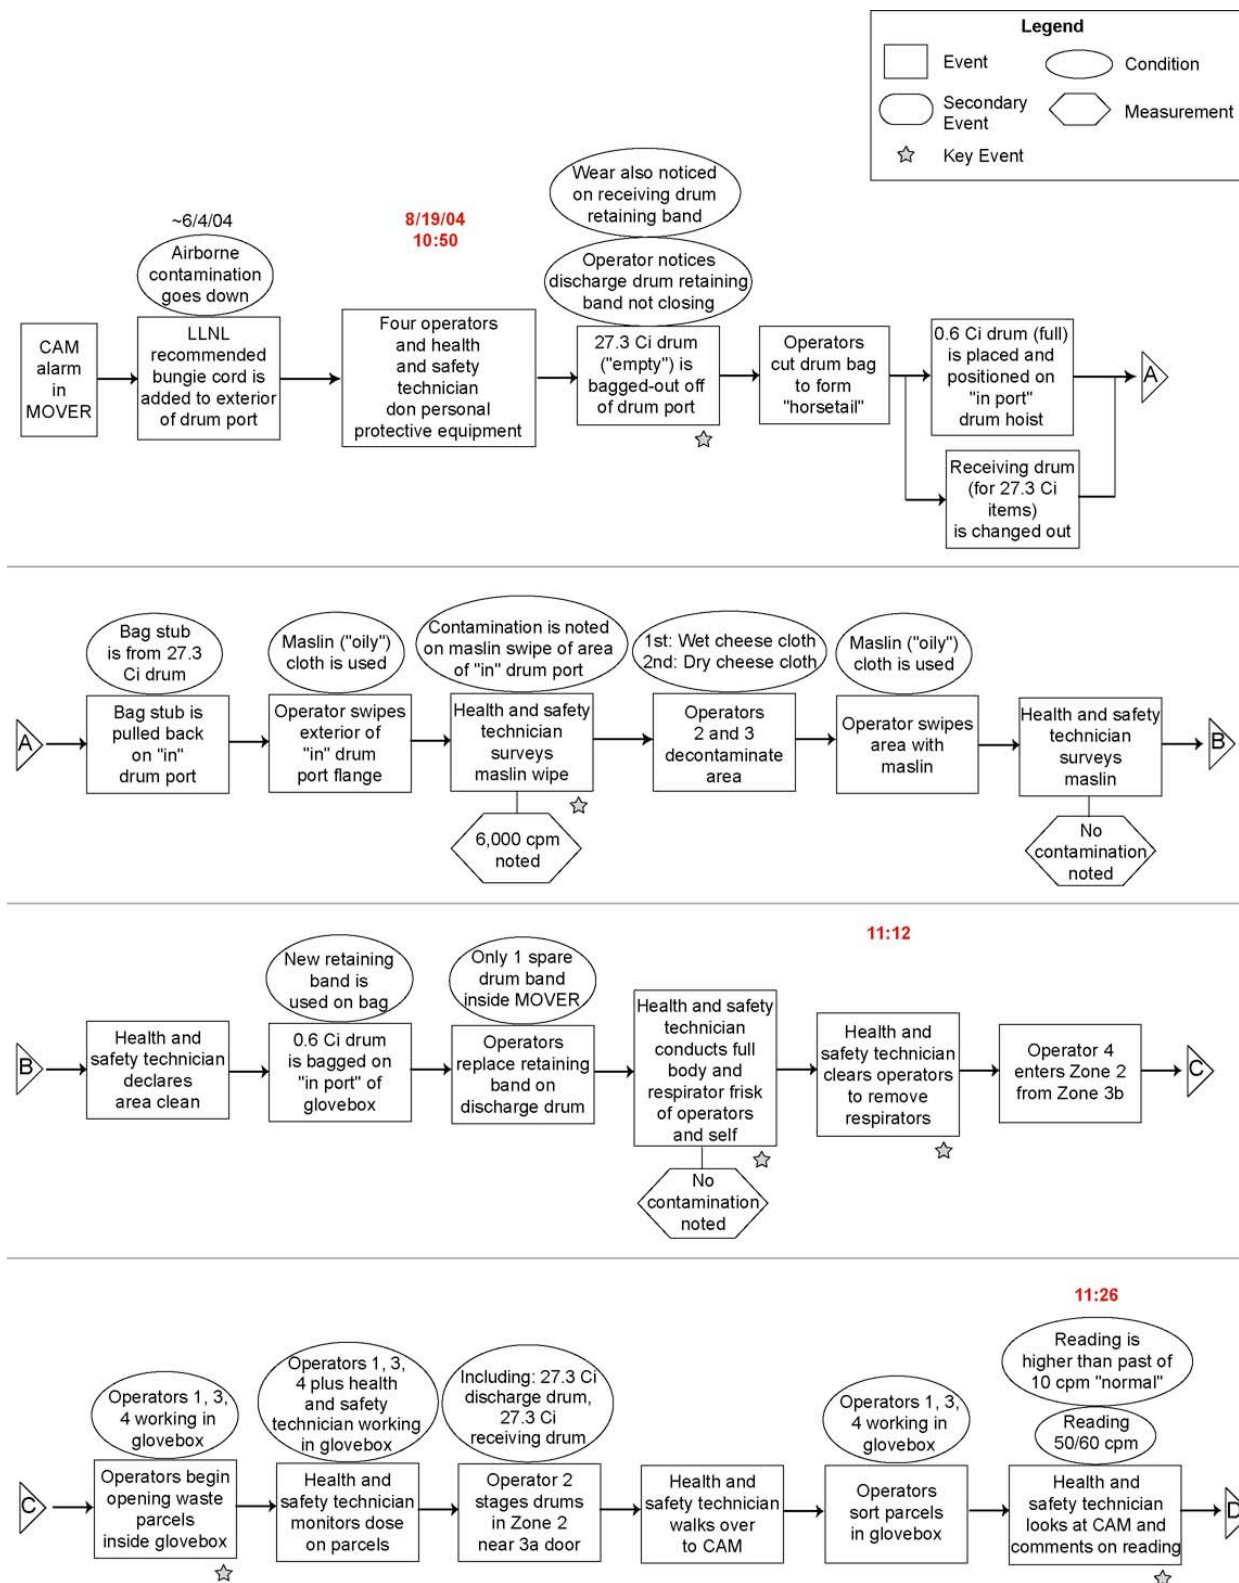 Legend
Event
Condition
Secondary
Event
Measurement
Key Event
~6/4/04
Airborne
contamination
goes down
8/19/04
10:50
Wear also noticed
on receiving drum
retaining band
Operator notices
discharge drum retaining
band not closing
CAM
alarm
in
MOVER
LLNL
recommended
bungie cord is
added to exterior
of drum port
Four operators
and health
and safety
technician
don personal
protective equipment
27.3 Ci drum
("empty") is
bagged-out off
of drum port
Operators
cut drum bag
to form
"horsetail"
0.6 Ci drum (full)
is placed and
positioned on
"in port"
drum hoist
A
Receiving drum
(for 27.3 Ci
items)
is changed out
Bag stub
is from 27.3
Ci drum
Maslin ("oily")
cloth is used
Contamination is noted
on maslin swipe of area
of "in" drum port
1st: Wet cheese cloth
2nd: Dry cheese cloth
Maslin ("oily")
cloth is used
A
Bag stub is
pulled back
on "in"
drum port
Operator swipes
exterior of
"in" drum
port flange
Health and safety
technician
surveys
maslin wipe
Operators
2 and 3
decontaminate
area
Operator swipes
area with
maslin
Health and safety
technician
surveys
maslin
B
6,000 cpm
noted
No
contamination
noted
11:12
New retaining
band is
used on bag
Only 1 spare
drum band
inside MOVER
B
Health and
safety technician
declares
area clean
0.6 Ci drum
is bagged on
"in port" of
glovebox
Operators
replace retaining
band on
discharge drum
Health and safety
technician
conducts full
body and
respirator frisk
of operators
and self
Health and
safety technician
clears operators
to remove
respirators
Operator 4
enters Zone 2
from Zone 3b
C
No
contamination
noted
11:26
Operators 1, 3,
4 working in
glovebox
Operators 1, 3,
4 plus health
and safety
technician working
in glovebox
Including: 27.3 Ci
discharge drum,
27.3 Ci
receiving drum
Operators 1, 3,
4 working in
glovebox
Reading is
higher than past of
10 cpm "normal"
Reading
50/60 cpm
C
Operators begin
opening waste
parcels
inside glovebox
Health and
safety technician
monitors dose
on parcels
Operator 2
stages drums
in Zone 2
near 3a door
Health and
safety technician
walks over
to CAM
Operators
sort parcels
in glovebox
Health and
safety technician
looks at CAM and
comments on reading
D